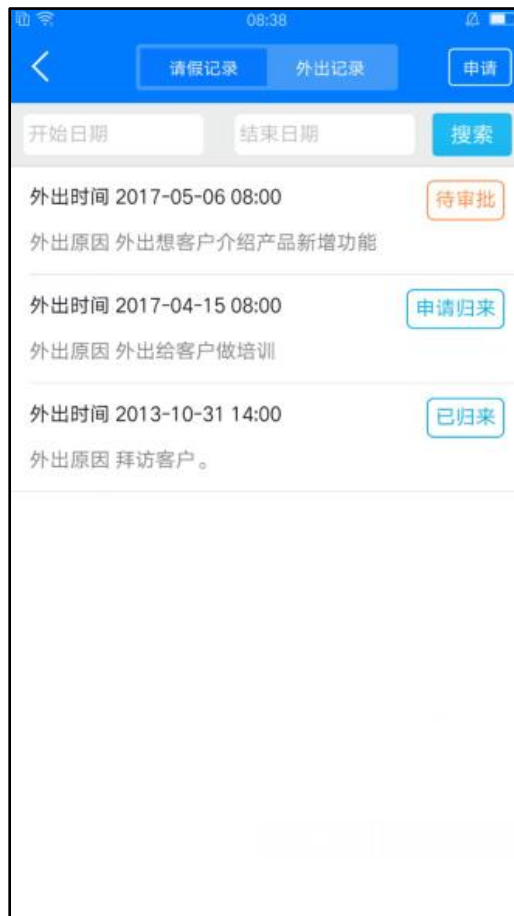 08:38
请假记录 外出记录 申请
开始日期 结束日期 搜索
外出时间 2017-05-06 08:00 待审批
外出原因 外出想客户介绍产品新增功能
外出时间 2017-04-15 08:00 申请归来
外出原因 外出给客户做培训
外出时间 2013-10-31 14:00 已归来
外出原因 拜访客户。